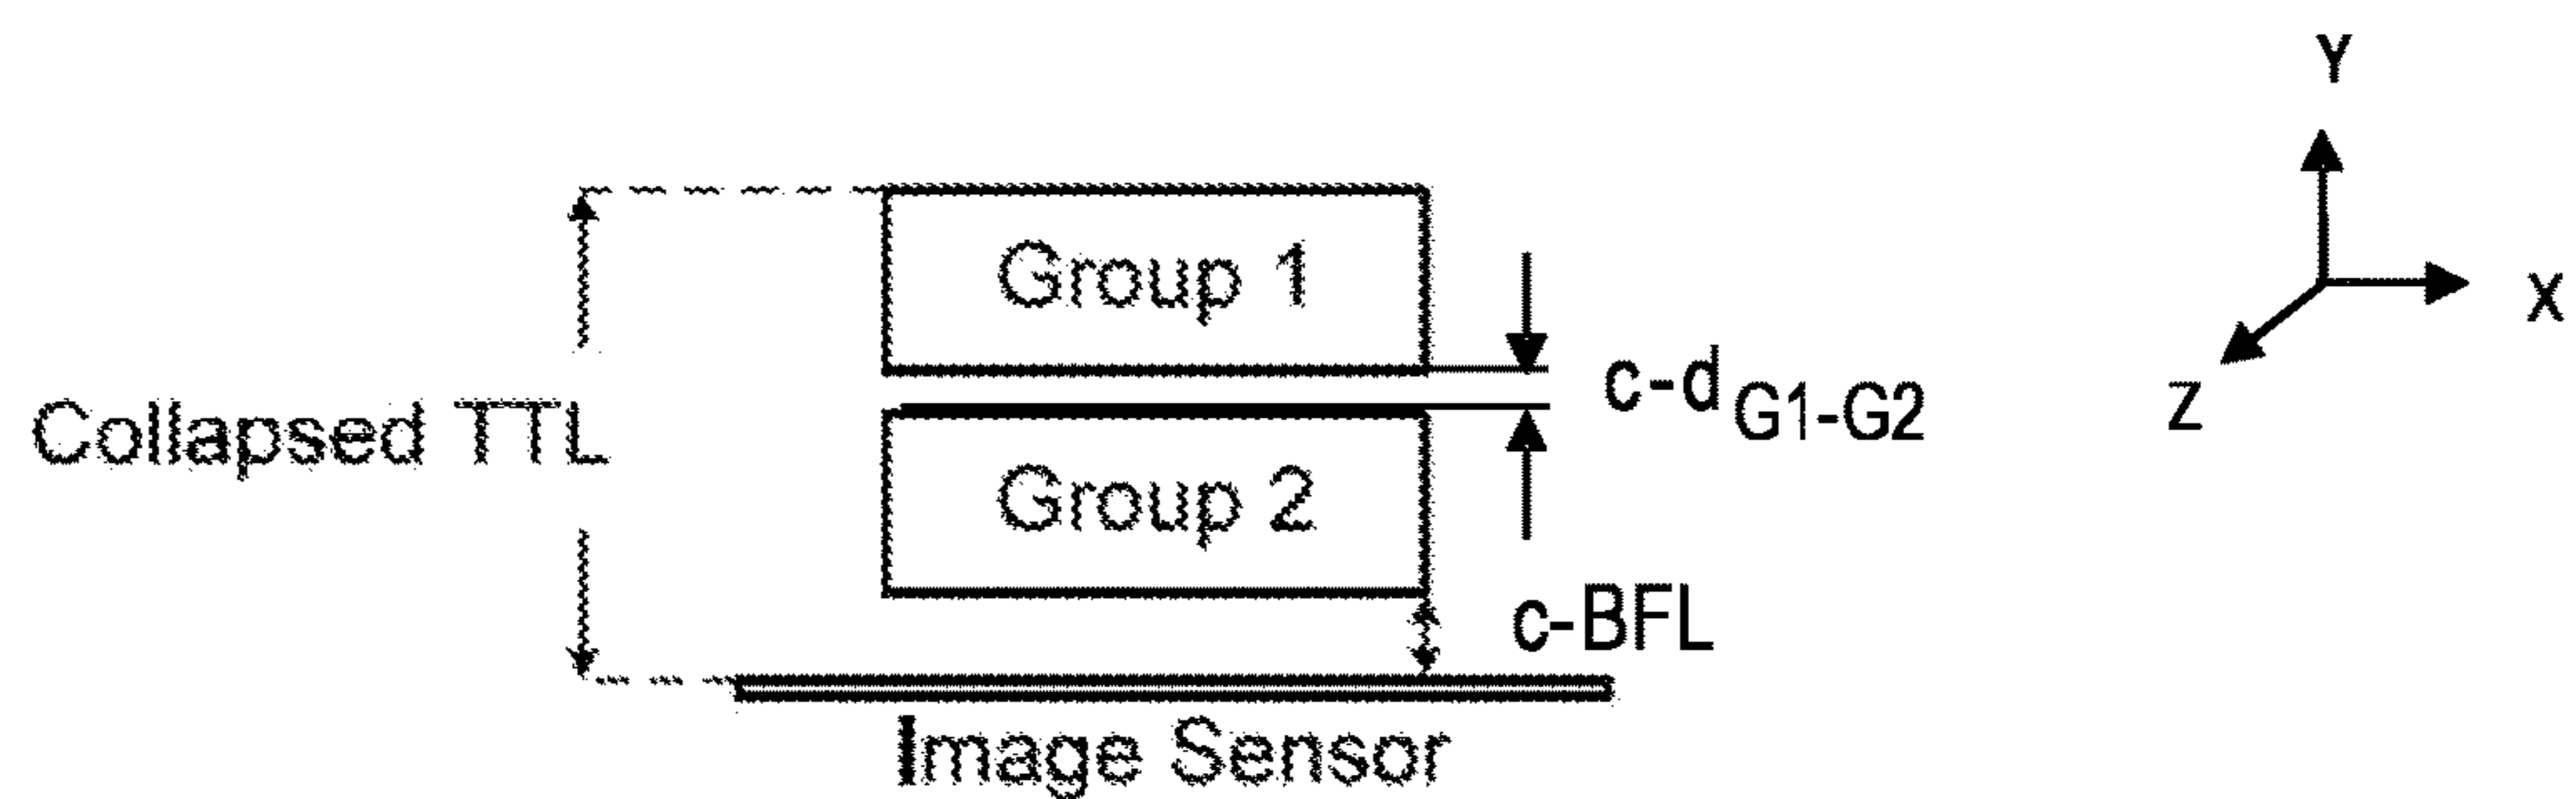 Y
Group 1
X
c-d G1-G2
Z
Collapsed TTL
Group 2
c-BFL
Image Sensor